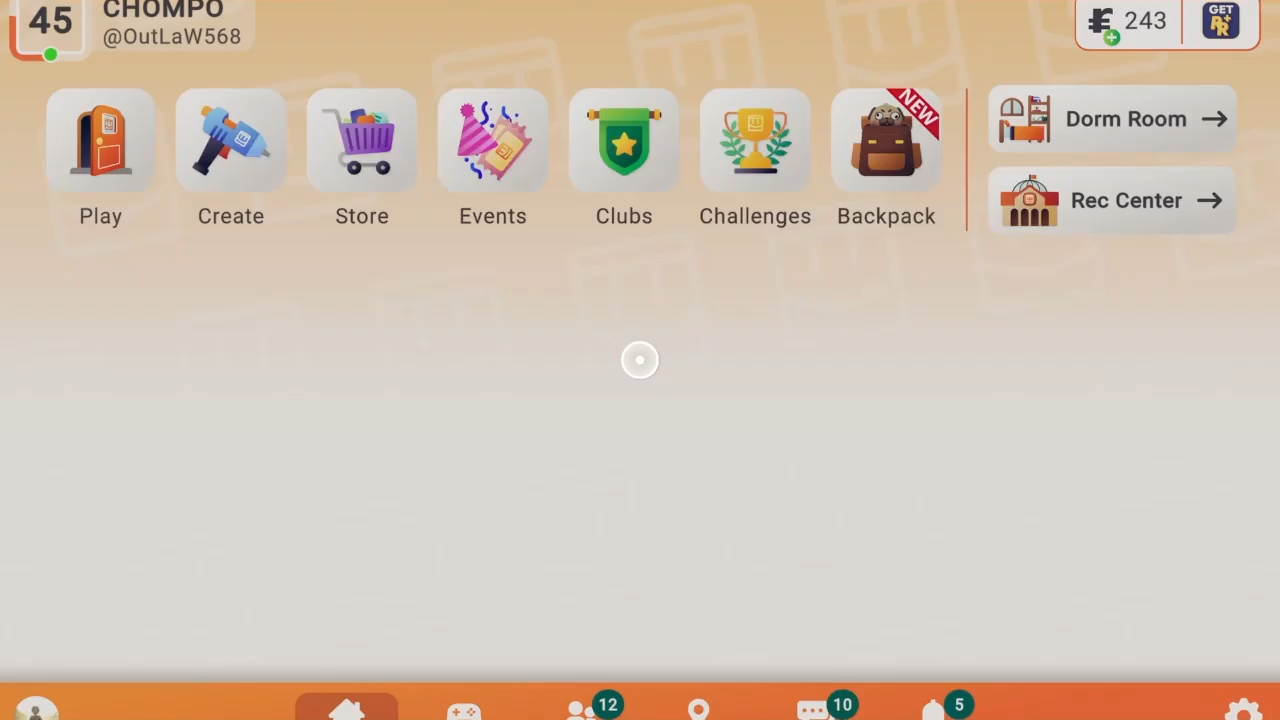 45
CHOMPO
@OutLaW568
243
GET
R+
R
NEW
Play
Create
Store
Events
Clubs
Challenges
Backpack
Dorm Room
Rec Center
12
10
5